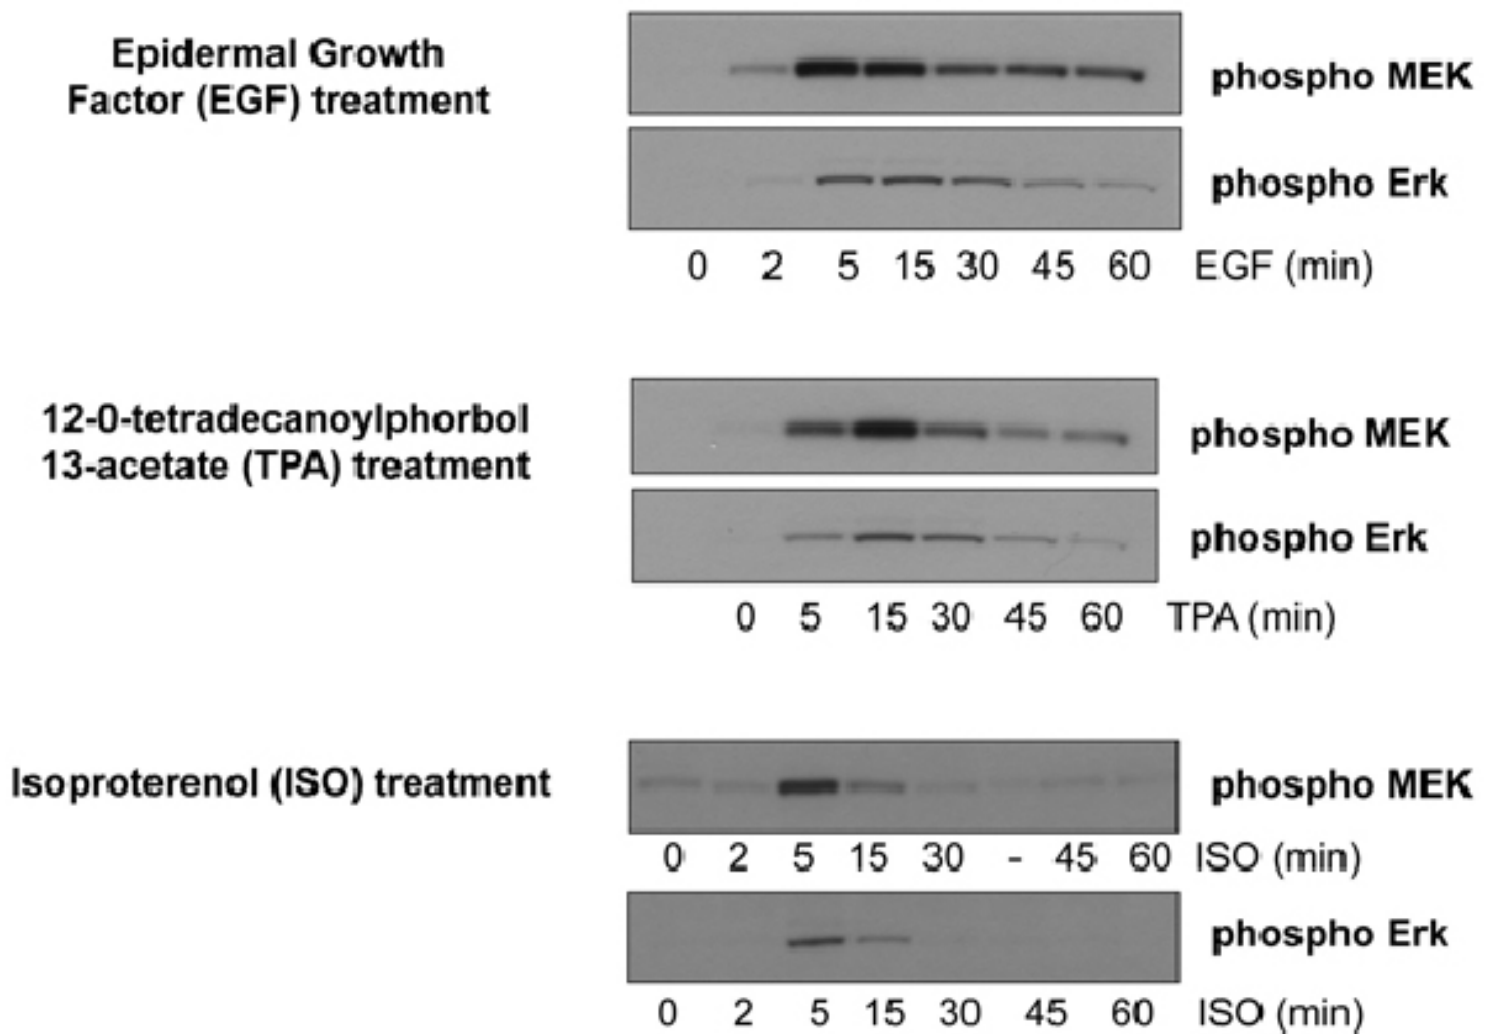 Epidermal Growth
Factor (EGF) treatment
phospho MEK
phospho Erk
0 2 5 15 30 45 60 EGF (min)
12-0-tetradecanoylphorbol
13-acetate (TPA) treatment
phospho MEK
phospho Erk
0 5 15 30 45 60 TPA (min)
Isoproterenol (ISO) treatment
phospho MEK
0 2 5 15 30 - 45 60 ISO (min)
phospho Erk
0 2 5 15 30 45 60 ISO (min)